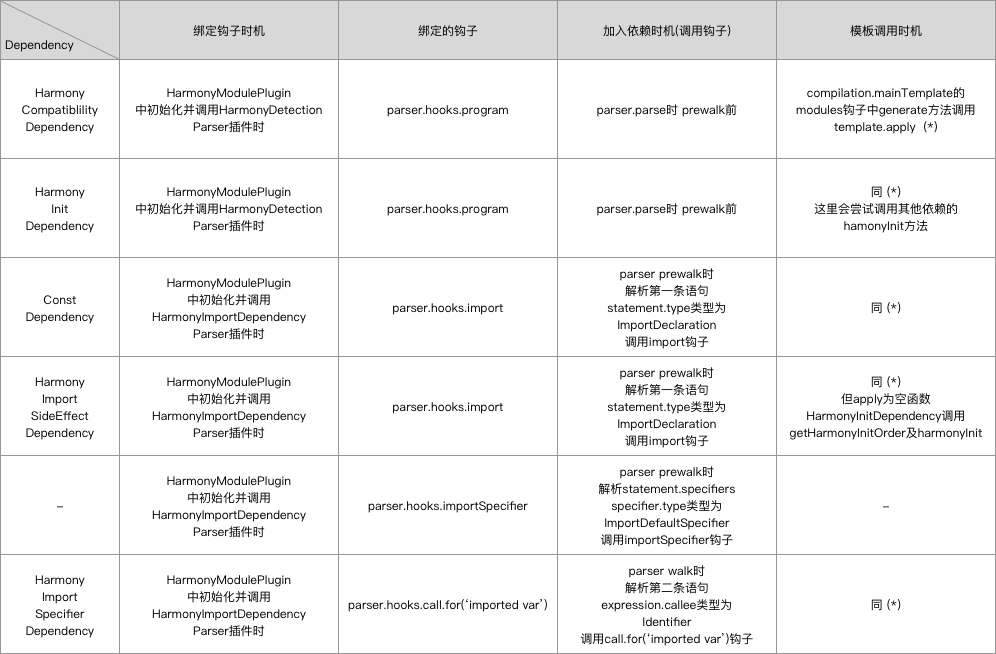 Dependency
绑定钩子时机
绑定的钩子
加入依赖时机(调用钩子)
模板调用时机
Harmony
Compatiblility
Dependency
HarmonyModulePlugin
中初始化并调用HarmonyDetection
Parser插件时
parser.hooks.program
parser.parse时 prewalk前
compilation.mainTemplate的
modules钩子中generate方法调用
template.apply（*）
Harmony
Init
Dependency
HarmonyModulePlugin
中初始化并调用HarmonyDetection
Parser插件时
parser.hooks.program
parser.parse时 prewalk前
同 (*)
这里会尝试调用其他依赖的
hamonyInit方法
Const
Dependency
HarmonyModulePlugin
中初始化并调用
HarmonyImportDependency
Parser插件时
parser.hooks.import
parser prewalk时
解析第一条语句
statement.type类型为
ImportDeclaration
调用import钩子
同 (*)
Harmony
Import
SideEffect
Dependency
HarmonyModulePlugin
中初始化并调用
HarmonyImportDependency
Parser插件时
parser.hooks.import
parser prewalk时
解析第一条语句
statement.type类型为
ImportDeclaration
调用import钩子
同 (*)
但apply为空函数
HarmonyInitDependency调用
getHarmonyInitOrder及harmonyInit
–
HarmonyModulePlugin
中初始化并调用
HarmonyImportDependency
Parser插件时
parser.hooks.importSpecifier
parser prewalk时
解析statement.specifiers
specifier.type类型为
ImportDefaultSpecifier
调用importSpecifier钩子
–
Harmony
Import
Specifier
Dependency
HarmonyModulePlugin
中初始化并调用
HarmonyImportDependency
Parser插件时
parser.hooks.call.for(‘imported var’)
parser walk时
解析第二条语句
expression.callee类型为
Identifier
调用call.for(‘imported var’)钩子
同 (*)